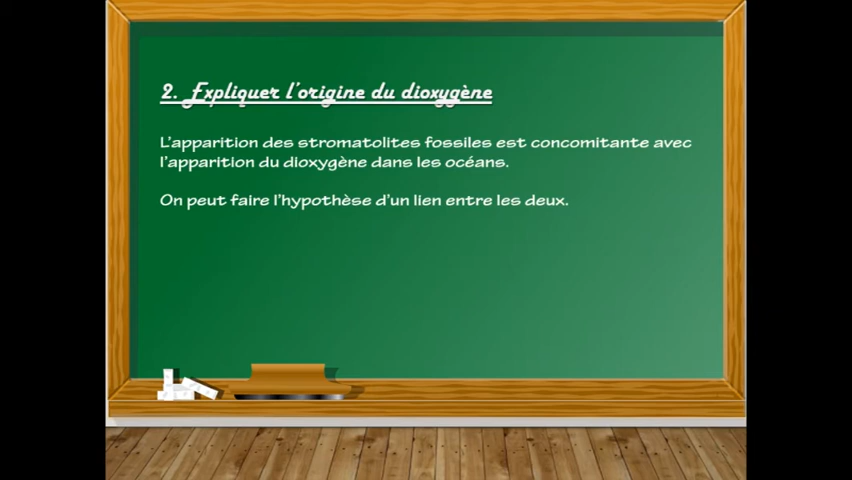 2. Expliquer l'origine du dioxygène
L'apparition des stromatolites fossiles est concomitante avec
l'apparition du dioxygène dans les océans.
On peut faire l'hypothèse d'un lien entre les deux.